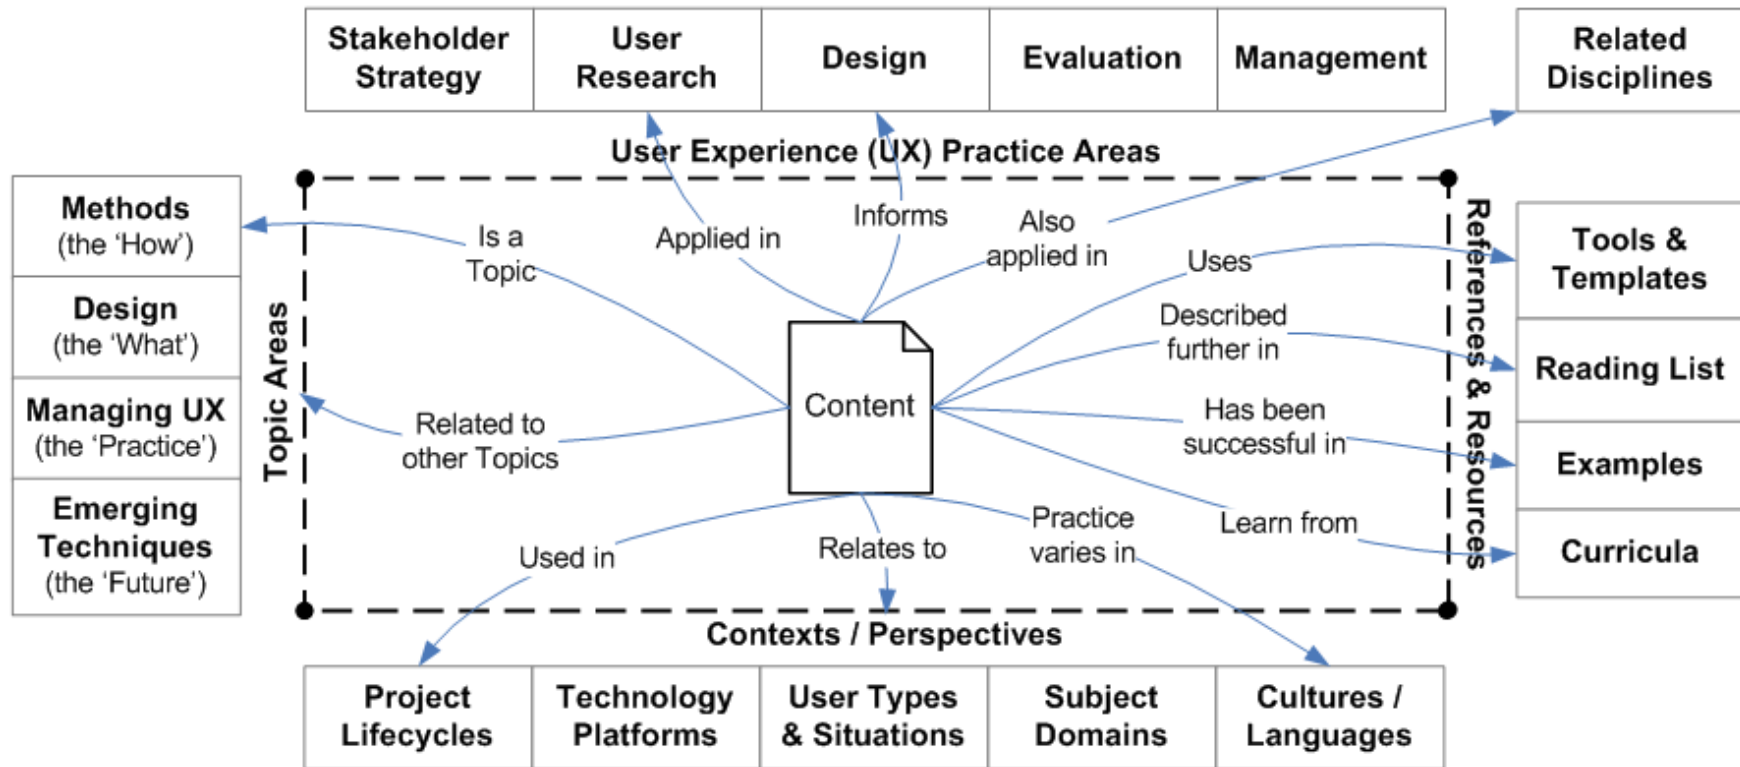 Stakeholder
Strategy
User
Research
Design
Evaluation
Management
Related
Disciplines
User Experience (UX) Practice Areas
Methods
(the ‘How’)
Design
(the ‘What’)
Managing UX
(the ‘Practice’)
Emerging
Techniques
(the ‘Future’)
Topic Areas
Is a
Topic
Applied in
Informs
Also
applied in
Uses
Described
further in
Related to
other Topics
Content
Has been
successful in
Learn from
Used in
Relates to
Practice
varies in
References & Resources
Tools &
Templates
Reading List
Examples
Curricula
Contexts / Perspectives
Project
Lifecycles
Technology
Platforms
User Types
& Situations
Subject
Domains
Cultures /
Languages